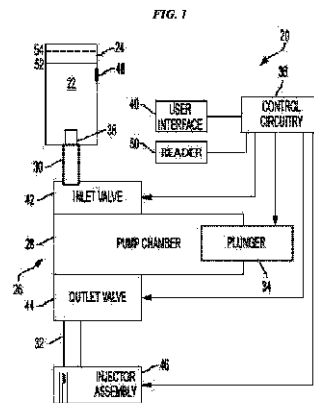 FIG. 1
20
54
24
52
48
22
36
40
USER INTERFACE
CONTROL CIRCUITRY
50
READER
38
30
42
INLET VALVE
28
PUMP CHAMBER
PLUNGER
26
34
44
OUTLET VALVE
32
46
INJECTOR ASSEMBLY